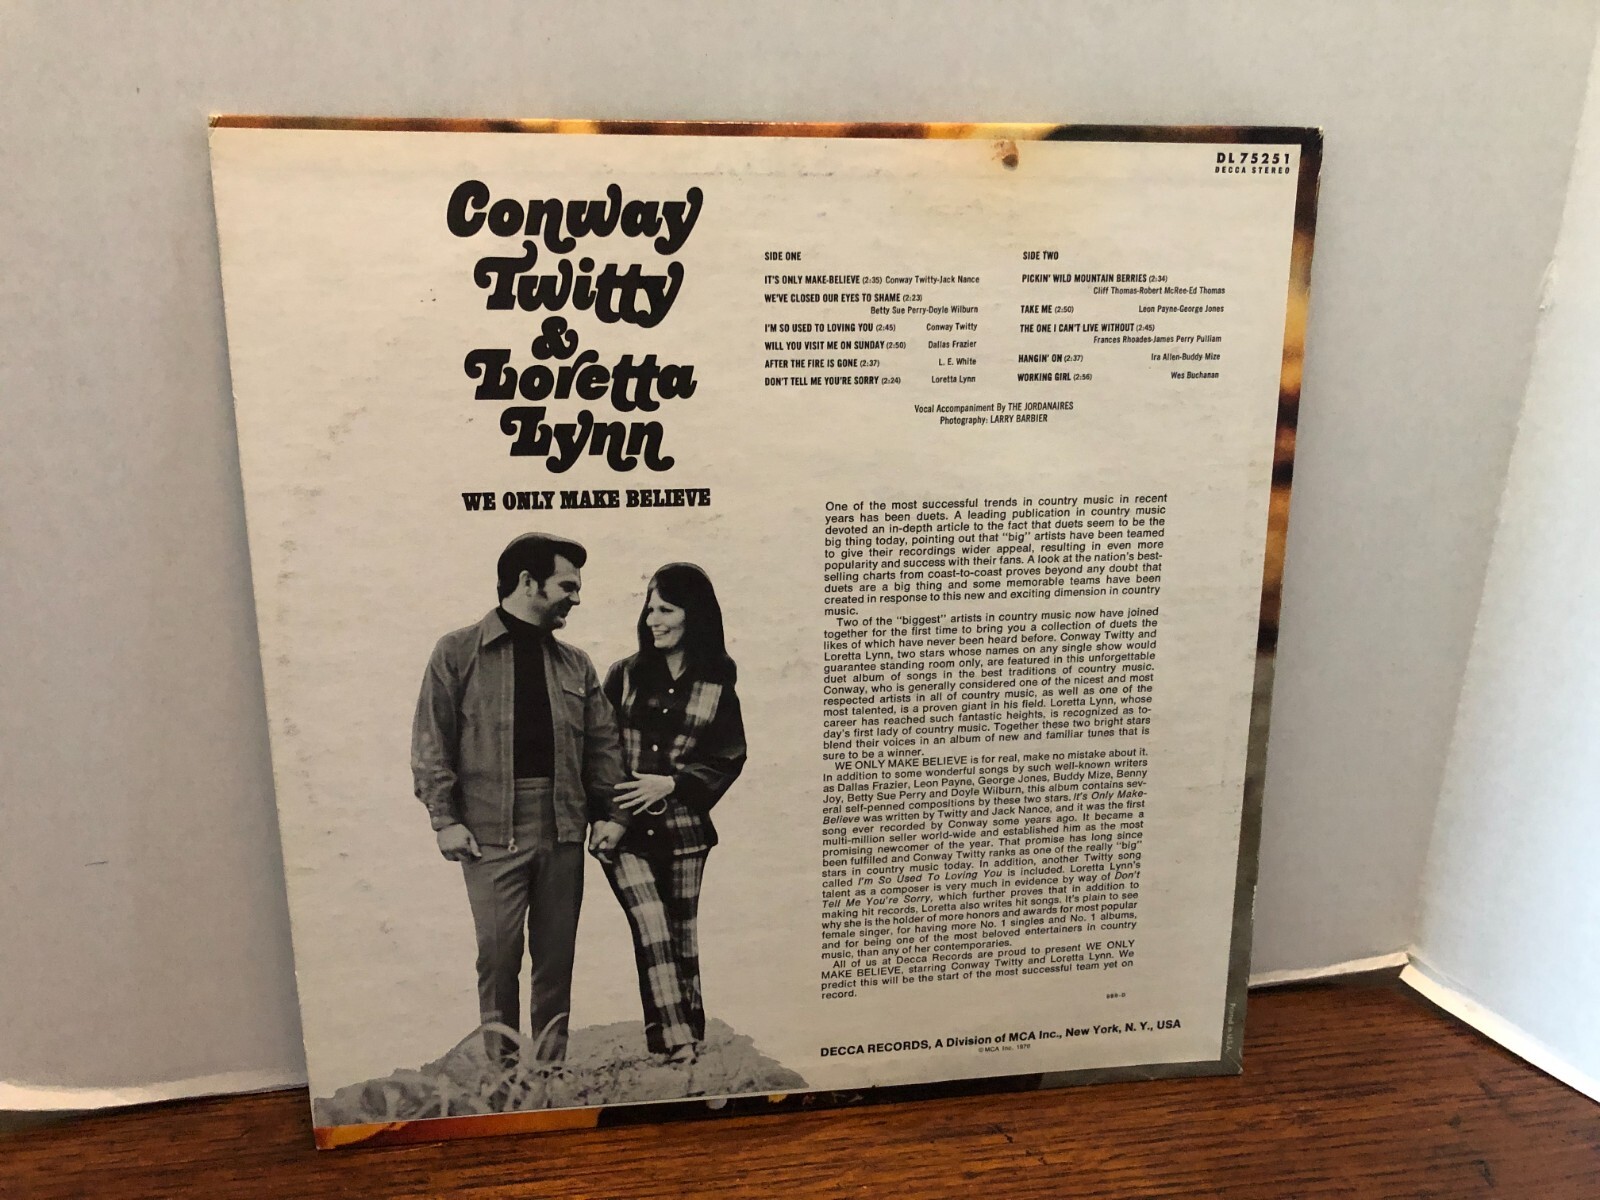 DL 75251
DECCA STEREO
Conway
Twitty
&
Loretta
Lynn
WE ONLY MAKE BELIEVE
SIDE ONE
IT'S ONLY MAKE-BELIEVE (2:35) Conway Twitty-Jack Nance
WE'VE CLOSED OUR EYES TO SHAME (2:23)
Betty Sue Perry-Doyle Wilburn
I'M SO USED TO LOVING YOU (2:45) Conway Twitty
WILL YOU VISIT ME ON SUNDAY (2:50) Dallas Frazier
AFTER THE FIRE IS GONE (2:37) L. E. White
DON'T TELL ME YOU'RE SORRY (2:24) Loretta Lynn
SIDE TWO
PICKIN' WILD MOUNTAIN BERRIES (2:34)
Cliff Thomas-Robert McRee-Ed Thomas
TAKE ME (2:50) Leon Payne-George Jones
THE ONE I CAN'T LIVE WITHOUT (2:45)
Frances Rhoades-James Perry Pulliam
HANGIN' ON (2:37) Ira Allen-Buddy Mize
WORKING GIRL (2:56) Wes Buchanan
Vocal Accompaniment By THE JORDANAIRES
Photography: LARRY BARBIER
One of the most successful trends in country music in recent
years has been duets. A leading publication in country music
devoted an in-depth article to the fact that duets seem to be the
big thing today, pointing out that "big" artists have been teamed
to give their recordings wider appeal, resulting in even more
popularity and success with their fans. A look at the nation's best-
selling charts from coast-to-coast proves beyond any doubt that
duets are a big thing and some memorable teams have been
created in response to this new and exciting dimension in country
music.
Two of the "biggest" artists in country music now have joined
together for the first time to bring you a collection of duets the
likes of which have never been heard before. Conway Twitty and
Loretta Lynn, two stars whose names on any single show would
guarantee standing room only, are featured in this unforgettable
duet album of songs in the best traditions of country music.
Conway, who is generally considered one of the nicest and most
respected artists in all of country music, as well as one of the
most talented, is a proven giant in his field. Loretta Lynn, whose
career has reached such fantastic heights, is recognized as to-
day's first lady of country music. Together these two bright stars
blend their voices in an album of new and familiar tunes that is
sure to be a winner.
WE ONLY MAKE BELIEVE is for real, make no mistake about it.
In addition to some wonderful songs by such well-known writers
as Dallas Frazier, Leon Payne, George Jones, Buddy Mize, Benny
Joy, Betty Sue Perry and Doyle Wilburn, this album contains sev-
eral self-penned compositions by these two stars. It's Only Make-
Believe was written by Twitty and Jack Nance, and it was the first
song ever recorded by Conway some years ago. It became a
multi-million seller world-wide and established him as the most
promising newcomer of the year. That promise has long since
been fulfilled and Conway Twitty ranks as one of the really "big"
stars in country music today. In addition, another Twitty song
called I'm So Used To Loving You is included. Loretta Lynn's
talent as a composer is very much in evidence by way of Don't
Tell Me You're Sorry, which further proves that in addition to
making hit records, Loretta also writes hit songs. It's plain to see
why she is the holder of more honors and awards for most popular
female singer, for having more No. 1 singles and No. 1 albums,
and for being one of the most beloved entertainers in country
music, than any of her contemporaries.
All of us at Decca Records are proud to present WE ONLY
MAKE BELIEVE, starring Conway Twitty and Loretta Lynn. We
predict this will be the start of the most successful team yet on
record.
DECCA RECORDS, A Division of MCA Inc., New York, N. Y., USA
©MCA Inc. 1970
Printed in U.S.A.